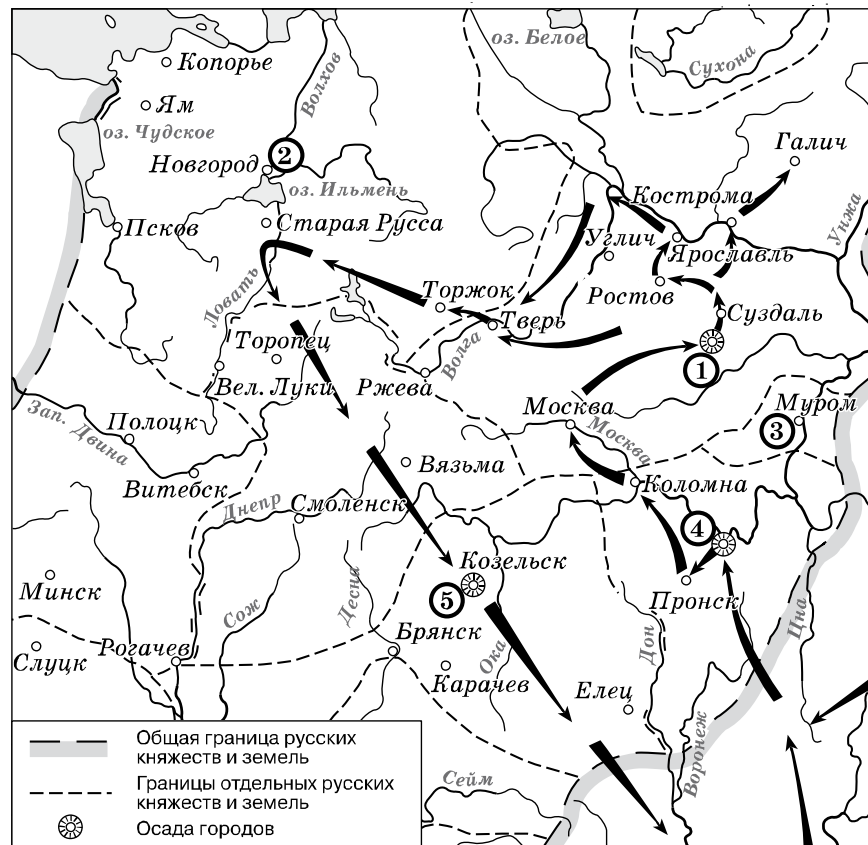 оз. Белое
Сухона
Копорье
Волхов
Ям
оз. Чудское
2
Новгород
Галич
оз. Ильмень
Кострома
Унжа
Псков
Старая Русса
Углич
Ярославль
Ловать
Торжок
Ростов
Суздаль
Тверь
Торопец
Волга
1
Вел. Луки
Ржева
Москва
Муром
Зап. Двина
Полоцк
Москва
3
Вязьма
Витебск
Коломна
Днепр
Смоленск
4
Козельск
Минск
Десна
5
Пронск
Сож
Цна
Слуцк
Рогачев
Брянск
Ока
Дон
Карачев
Елец
Воронеж
Сейм
Общая граница русских
княжеств и земель
Границы отдельных русских
княжеств и земель
Осада городов